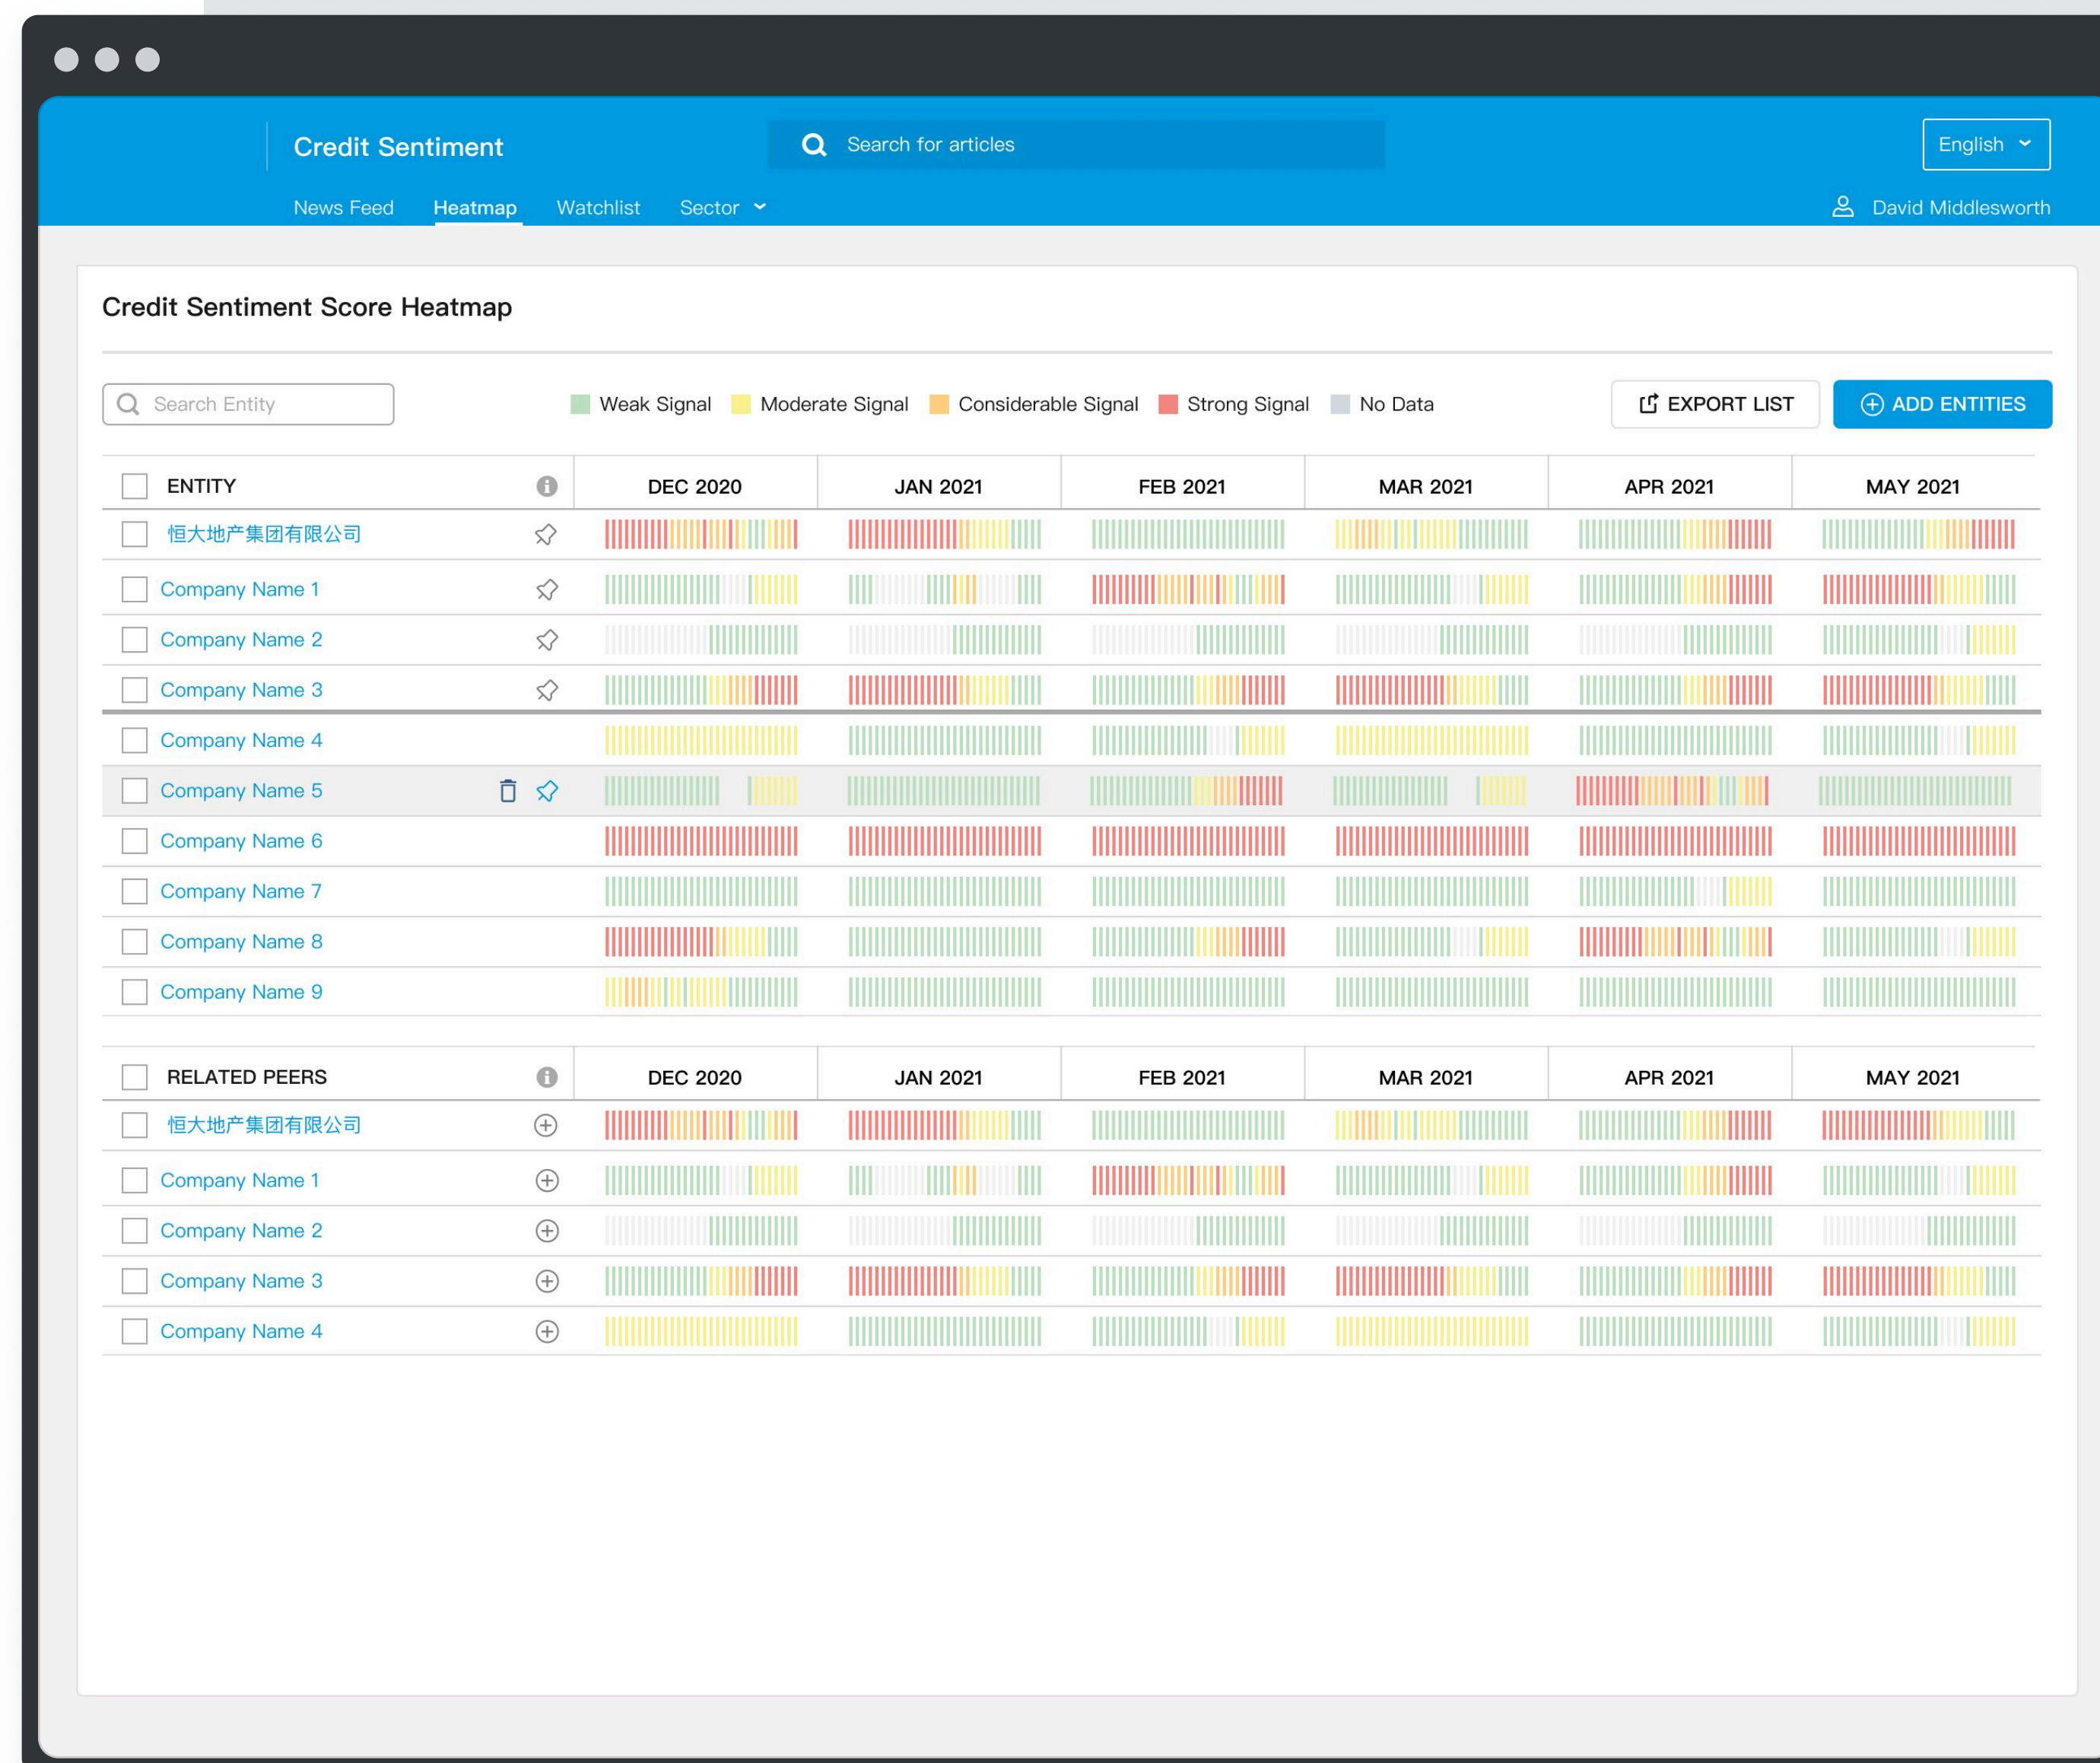 Credit Sentiment
Search for articles
English
News Feed Heatmap Watchlist Sector
David Middlesworth
Credit Sentiment Score Heatmap
Search Entity
Weak Signal Moderate Signal Considerable Signal Strong Signal No Data
EXPORT LIST
ADD ENTITIES
ENTITY DEC 2020 JAN 2021 FEB 2021 MAR 2021 APR 2021 MAY 2021
恒大地产集团有限公司
Company Name 1
Company Name 2
Company Name 3
Company Name 4
Company Name 5
Company Name 6
Company Name 7
Company Name 8
Company Name 9
RELATED PEERS DEC 2020 JAN 2021 FEB 2021 MAR 2021 APR 2021 MAY 2021
恒大地产集团有限公司
Company Name 1
Company Name 2
Company Name 3
Company Name 4